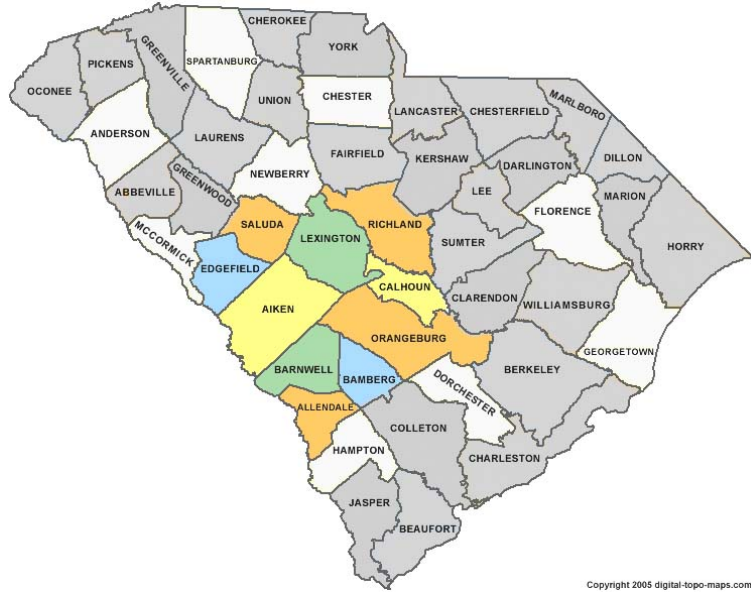 CHEROKEE
YORK
SPARTANBURG
GREENVILLE
PICKENS
OCONEE
UNION
CHESTER
LANCASTER
CHESTERFIELD
MARLBORO
ANDERSON
LAURENS
FAIRFIELD
KERSHAW
DARLINGTON
DILLON
NEWBERRY
GREENWOOD
ABBEVILLE
LEE
MARION
FLORENCE
SALUDA
RICHLAND
LEXINGTON
SUMTER
HORRY
MCCORMICK
EDGEFIELD
CALHOUN
CLARENDON
WILLIAMSBURG
AIKEN
ORANGEBURG
GEORGETOWN
BARNWELL
BAMBERG
DORCHESTER
BERKELEY
ALLENDALE
COLLETON
HAMPTON
CHARLESTON
JASPER
BEAUFORT
Copyright 2005 digital-topo-maps.com